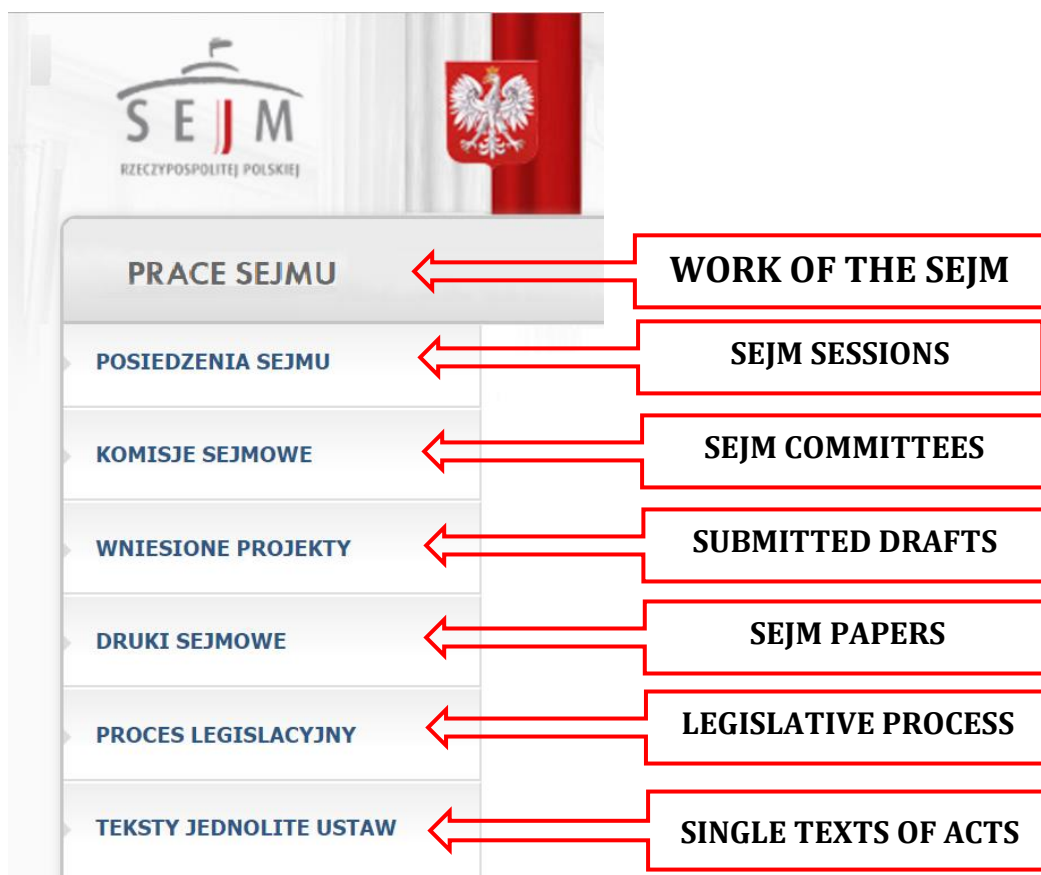 SEJM
RZECZYPOSPOLITEJ POLSKIEJ
PRACE SEJMU
WORK OF THE SEJM
POSIEDZENIA SEJMU
SEJM SESSIONS
KOMISJE SEJMOWE
SEJM COMMITTEES
WNIESIONE PROJEKTY
SUBMITTED DRAFTS
DRUKI SEJMOWE
SEJM PAPERS
PROCES LEGISLACYJNY
LEGISLATIVE PROCESS
TEKSTY JEDNOLITE USTAW
SINGLE TEXTS OF ACTS